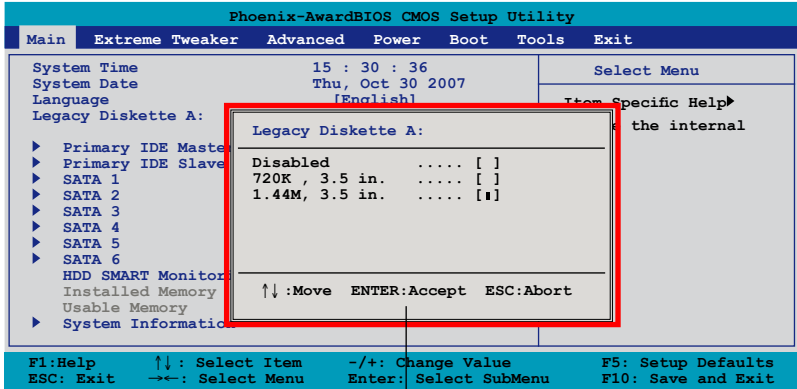 Phoenix-AwardBIOS CMOS Setup Utility
Main Extreme Tweaker Advanced Power Boot Tools Exit
System Time 15 : 30 : 36
System Date Thu, Oct 30 2007
Language [English]
Legacy Diskette A:
Primary IDE Master
Primary IDE Slave
SATA 1
SATA 2
SATA 3
SATA 4
SATA 5
SATA 6
HDD SMART Monitor
Installed Memory
Usable Memory
System Information
Legacy Diskette A:
Disabled ..... [ ]
720K , 3.5 in. ..... [ ]
1.44M, 3.5 in. ..... [▮]
↑↓ :Move ENTER:Accept ESC:Abort
Select Menu
Item Specific Help▶
the internal
F1:Help ↑↓ : Select Item -/+: Change Value F5: Setup Defaults
ESC: Exit →←: Select Menu Enter: Select SubMenu F10: Save and Exit